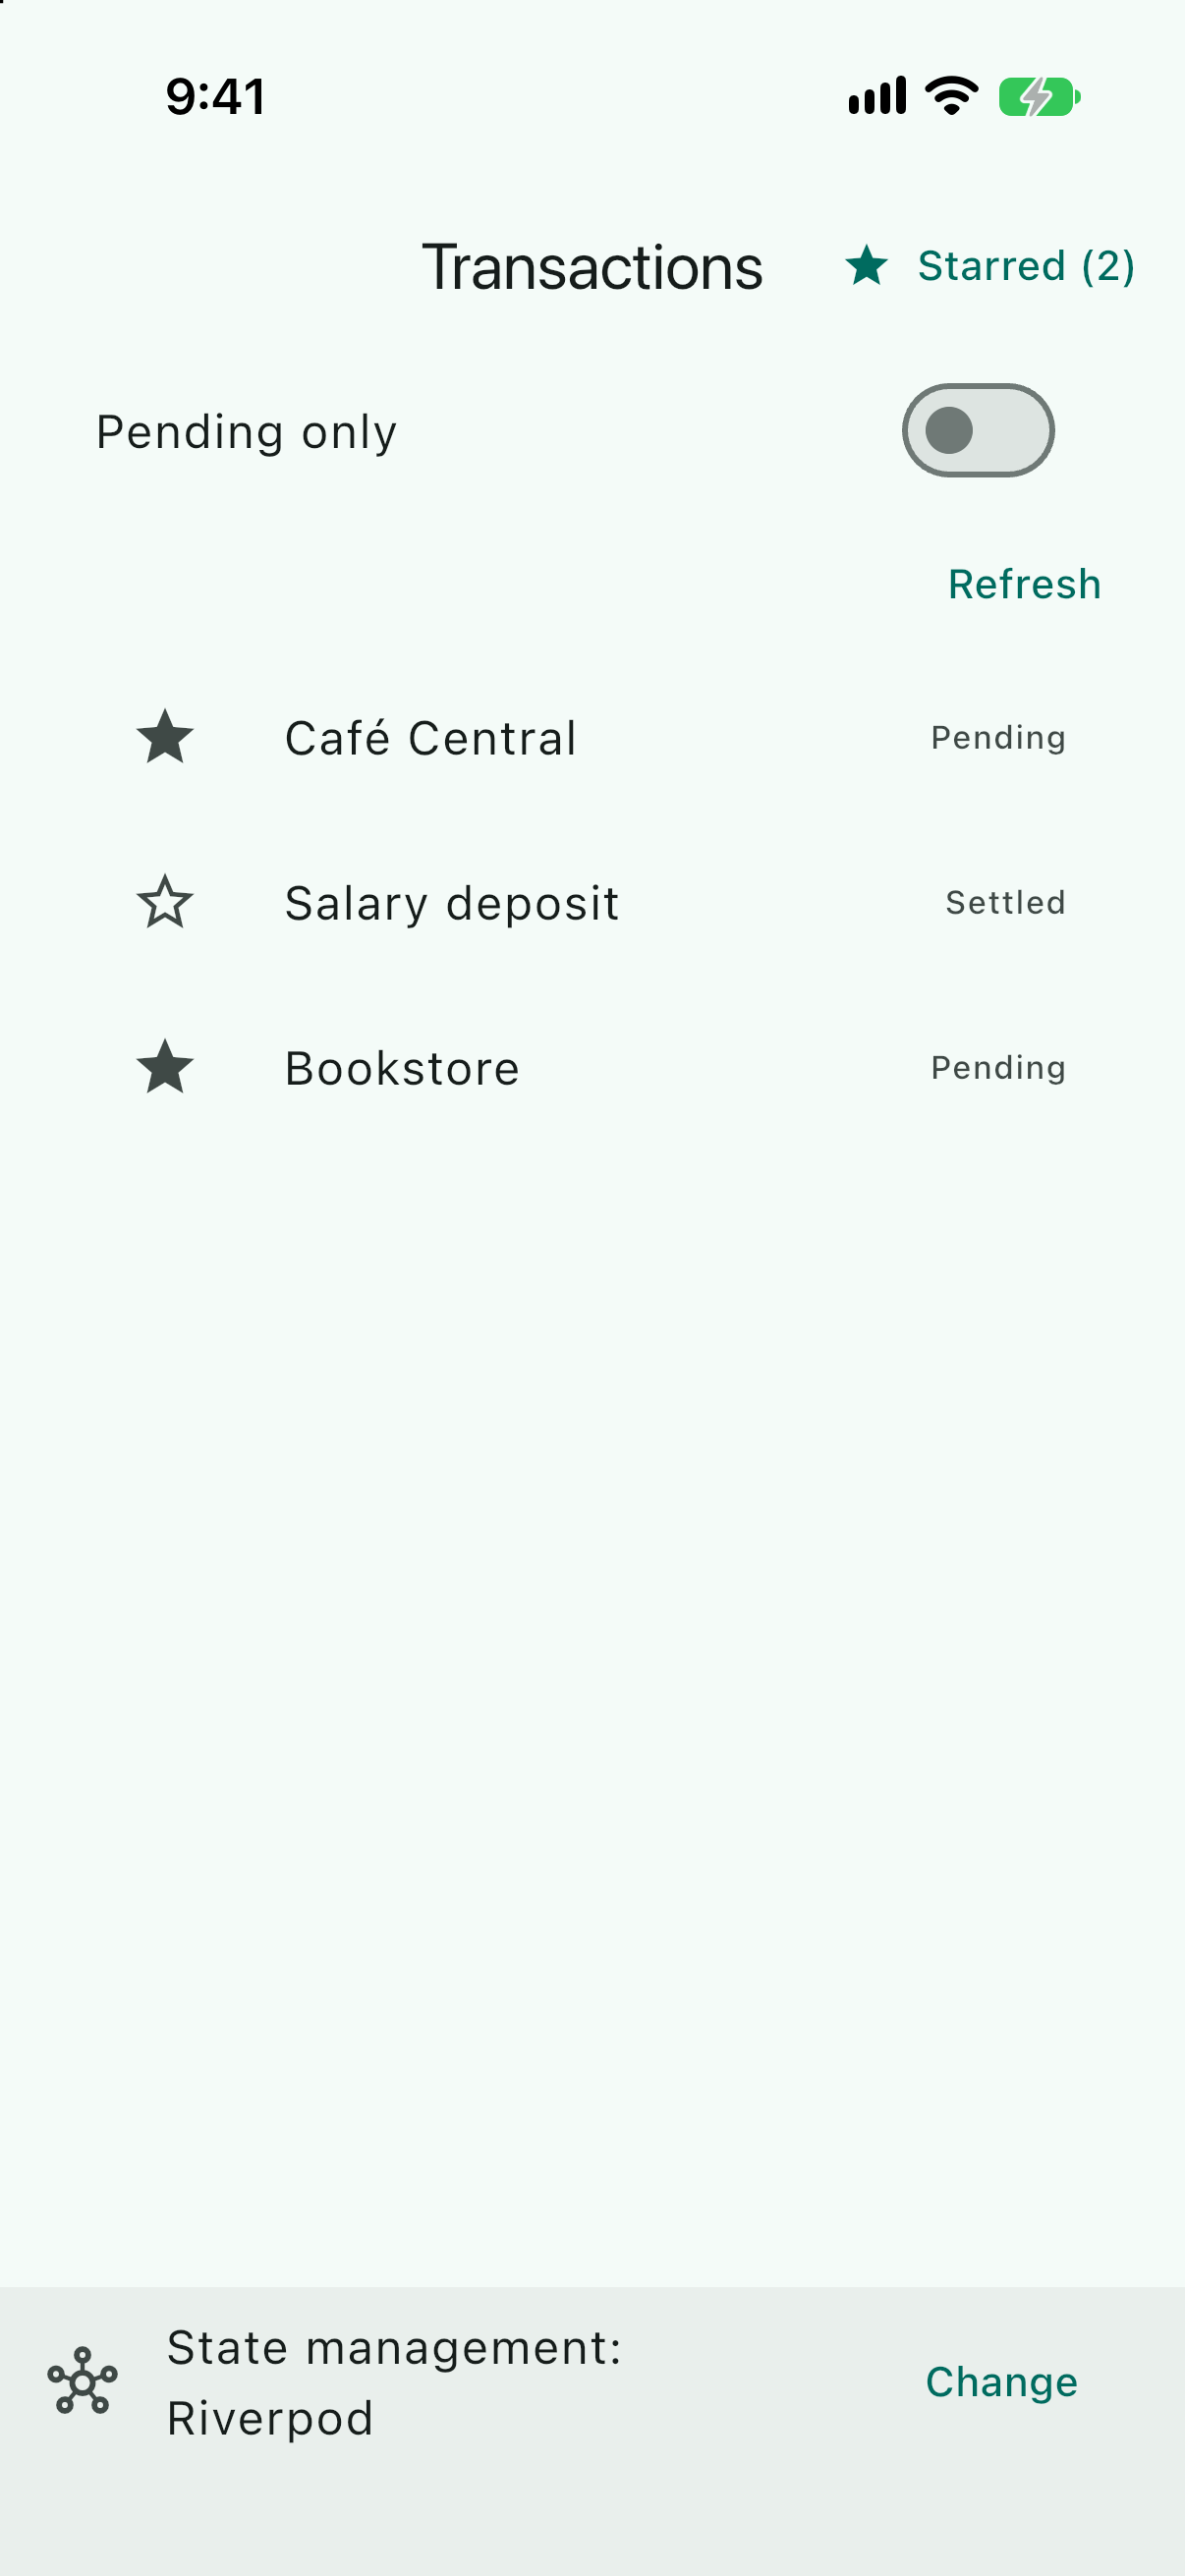 9:41
Transactions
Starred (2)
Pending only
Refresh
Café Central
Pending
Salary deposit
Settled
Bookstore
Pending
State management:
Riverpod
Change